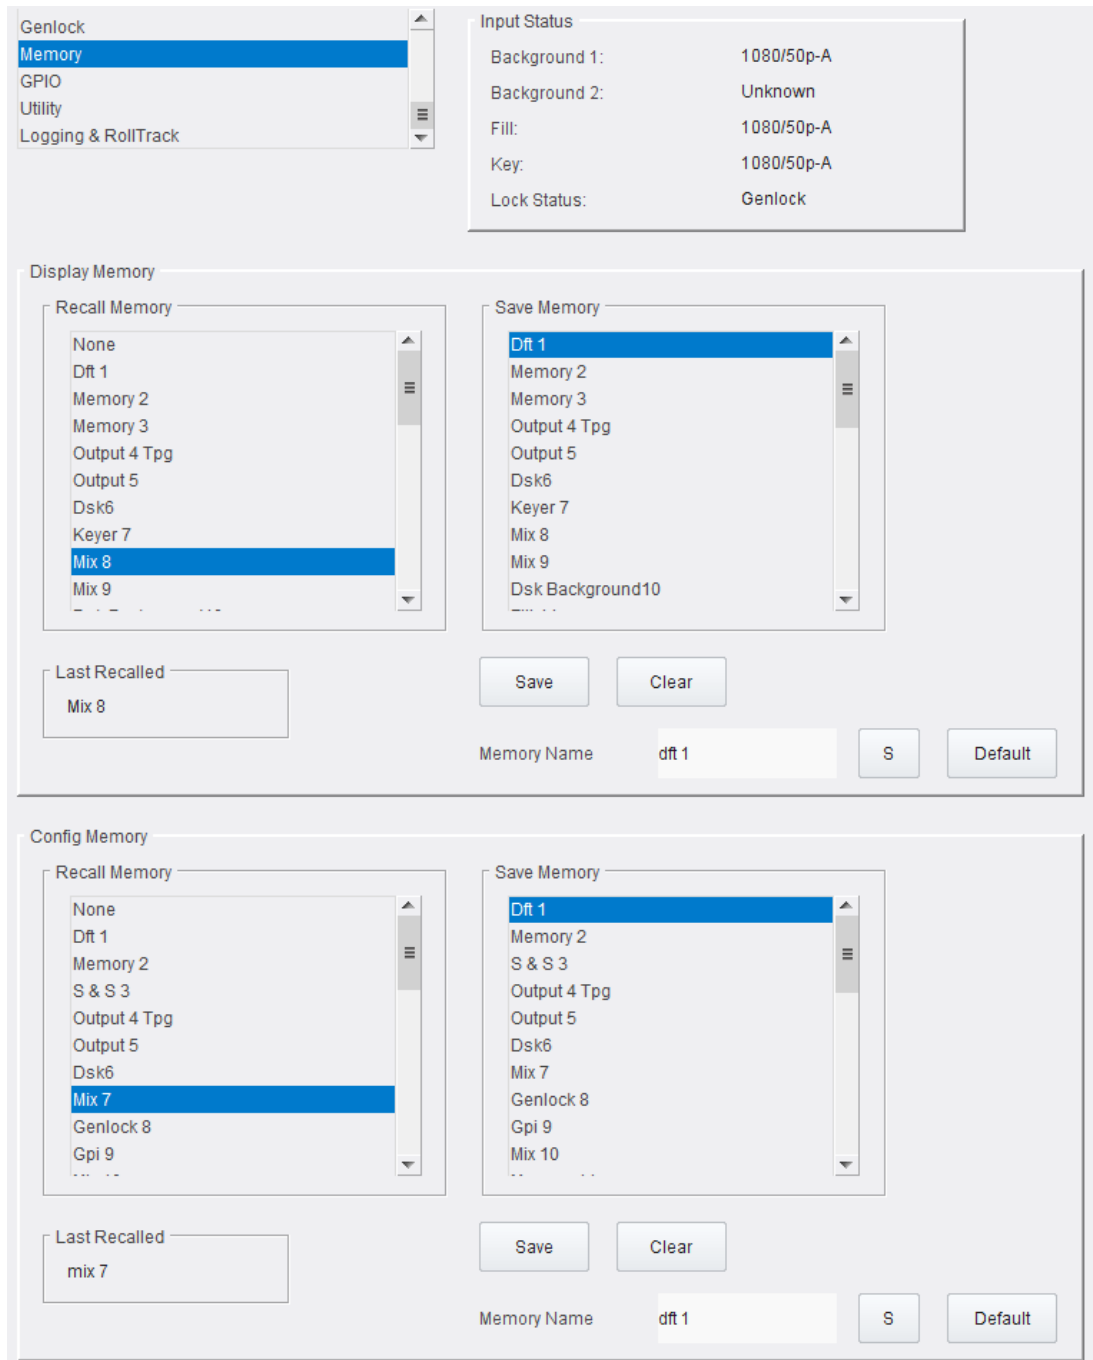 Genlock
Memory
GPIO
Utility
Logging & RollTrack
Input Status
Background 1: 1080/50p-A
Background 2: Unknown
Fill: 1080/50p-A
Key: 1080/50p-A
Lock Status: Genlock
Display Memory
Recall Memory
None
Dft 1
Memory 2
Memory 3
Output 4 Tpg
Output 5
Dsk6
Keyer 7
Mix 8
Mix 9
Save Memory
Dft 1
Memory 2
Memory 3
Output 4 Tpg
Output 5
Dsk6
Keyer 7
Mix 8
Mix 9
Dsk Background10
Last Recalled
Mix 8
Save Clear
Memory Name dft 1 S Default
Config Memory
Recall Memory
None
Dft 1
Memory 2
S & S 3
Output 4 Tpg
Output 5
Dsk6
Mix 7
Genlock 8
Gpi 9
Save Memory
Dft 1
Memory 2
S & S 3
Output 4 Tpg
Output 5
Dsk6
Mix 7
Genlock 8
Gpi 9
Mix 10
Last Recalled
mix 7
Save Clear
Memory Name dft 1 S Default